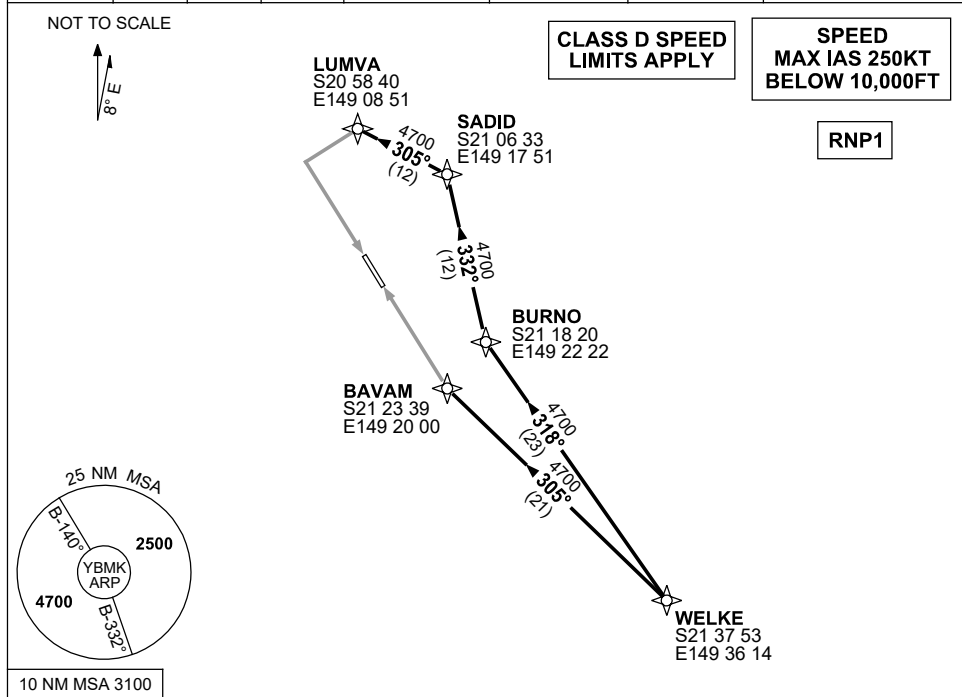 NOT TO SCALE
8° E
CLASS D SPEED
LIMITS APPLY
SPEED
MAX IAS 250KT
BELOW 10,000FT
RNP1
LUMVA
S20 58 40
E149 08 51
4700
305°
(12)
SADID
S21 06 33
E149 17 51
4700
332°
(12)
BURNO
S21 18 20
E149 22 22
BAVAM
S21 23 39
E149 20 00
4700
318°
(23)
4700
305°
(21)
WELKE
S21 37 53
E149 36 14
25 NM MSA
B-140°
2500
YBMK
ARP
4700
B-332°
10 NM MSA 3100